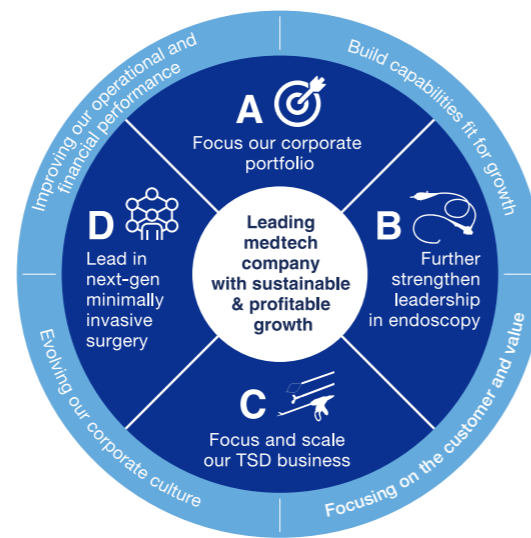 Improving our operational and
financial performance
Build capabilities fit for growth
A
Focus our corporate
portfolio
D
Lead in
next-gen
minimally
invasive
surgery
Leading
medtech
company
with sustainable
& profitable
growth
B
Further
strengthen
leadership
in endoscopy
C
Focus and scale
our TSD business
Evolving our corporate culture
Focusing on the customer and value